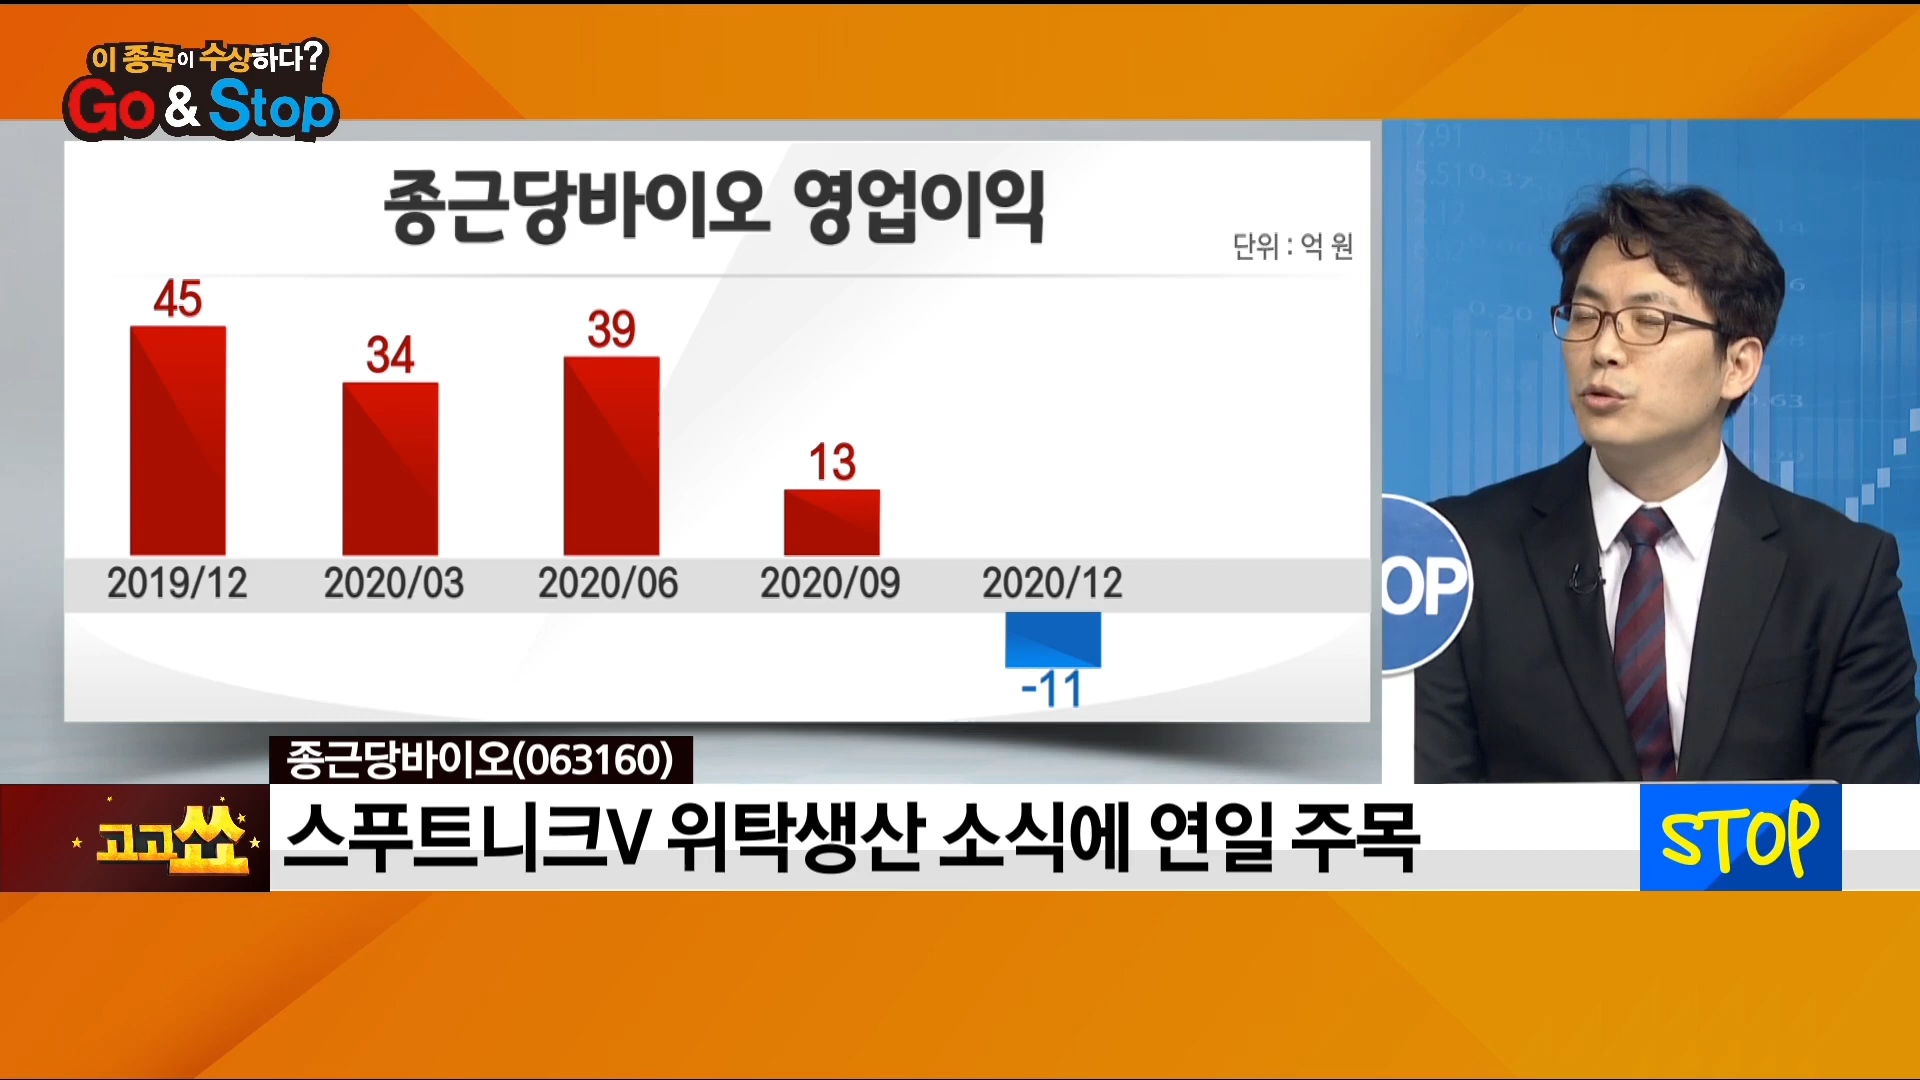 이 종목이 수상하다?
Go & Stop
종근당바이오 영업이익
단위 : 억 원
45
34
39
13
2019/12
2020/03
2020/06
2020/09
2020/12
-11
OP
종근당바이오(063160)
고고쑈
스푸트니크V 위탁생산 소식에 연일 주목
STOP